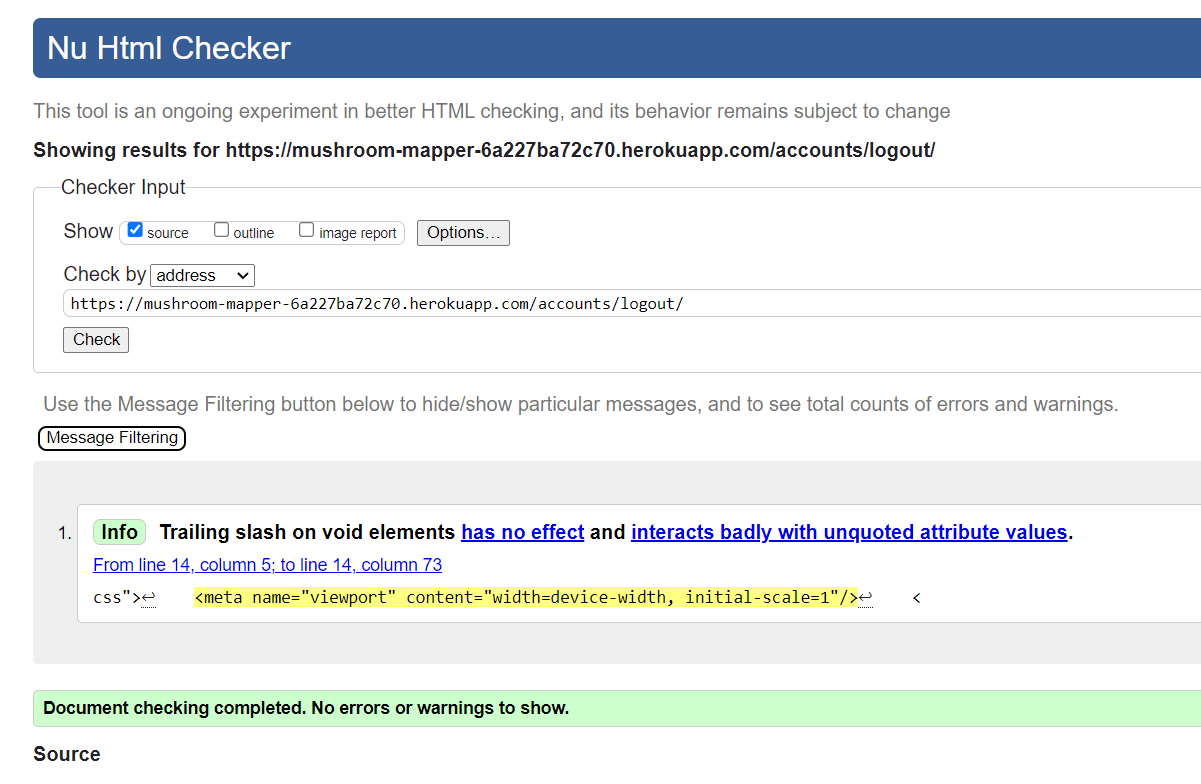 Nu Html Checker
This tool is an ongoing experiment in better HTML checking, and its behavior remains subject to change
Showing results for https://mushroom-mapper-6a227ba72c70.herokuapp.com/accounts/logout/
Checker Input
Show source outline image report Options...
Check by address
https://mushroom-mapper-6a227ba72c70.herokuapp.com/accounts/logout/
Check
Use the Message Filtering button below to hide/show particular messages, and to see total counts of errors and warnings.
Message Filtering
1. Info Trailing slash on void elements has no effect and interacts badly with unquoted attribute values.
From line 14, column 5; to line 14, column 73
css">↩ <meta name="viewport" content="width=device-width, initial-scale=1"/>↩ <
Document checking completed. No errors or warnings to show.
Source